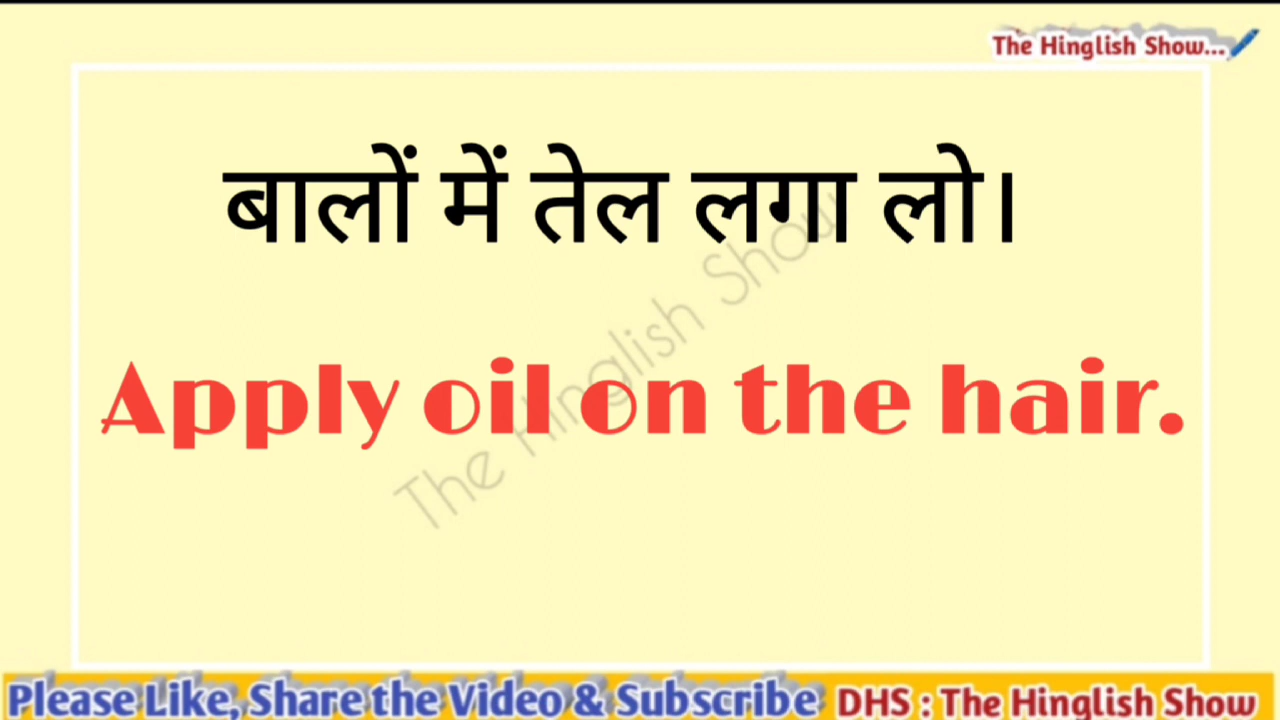 The Hinglish Show...
बालों में तेल लगा लो।
The Hinglish Show
Apply oil on the hair.
Please Like, Share the Video & Subscribe DHS : The Hinglish Show